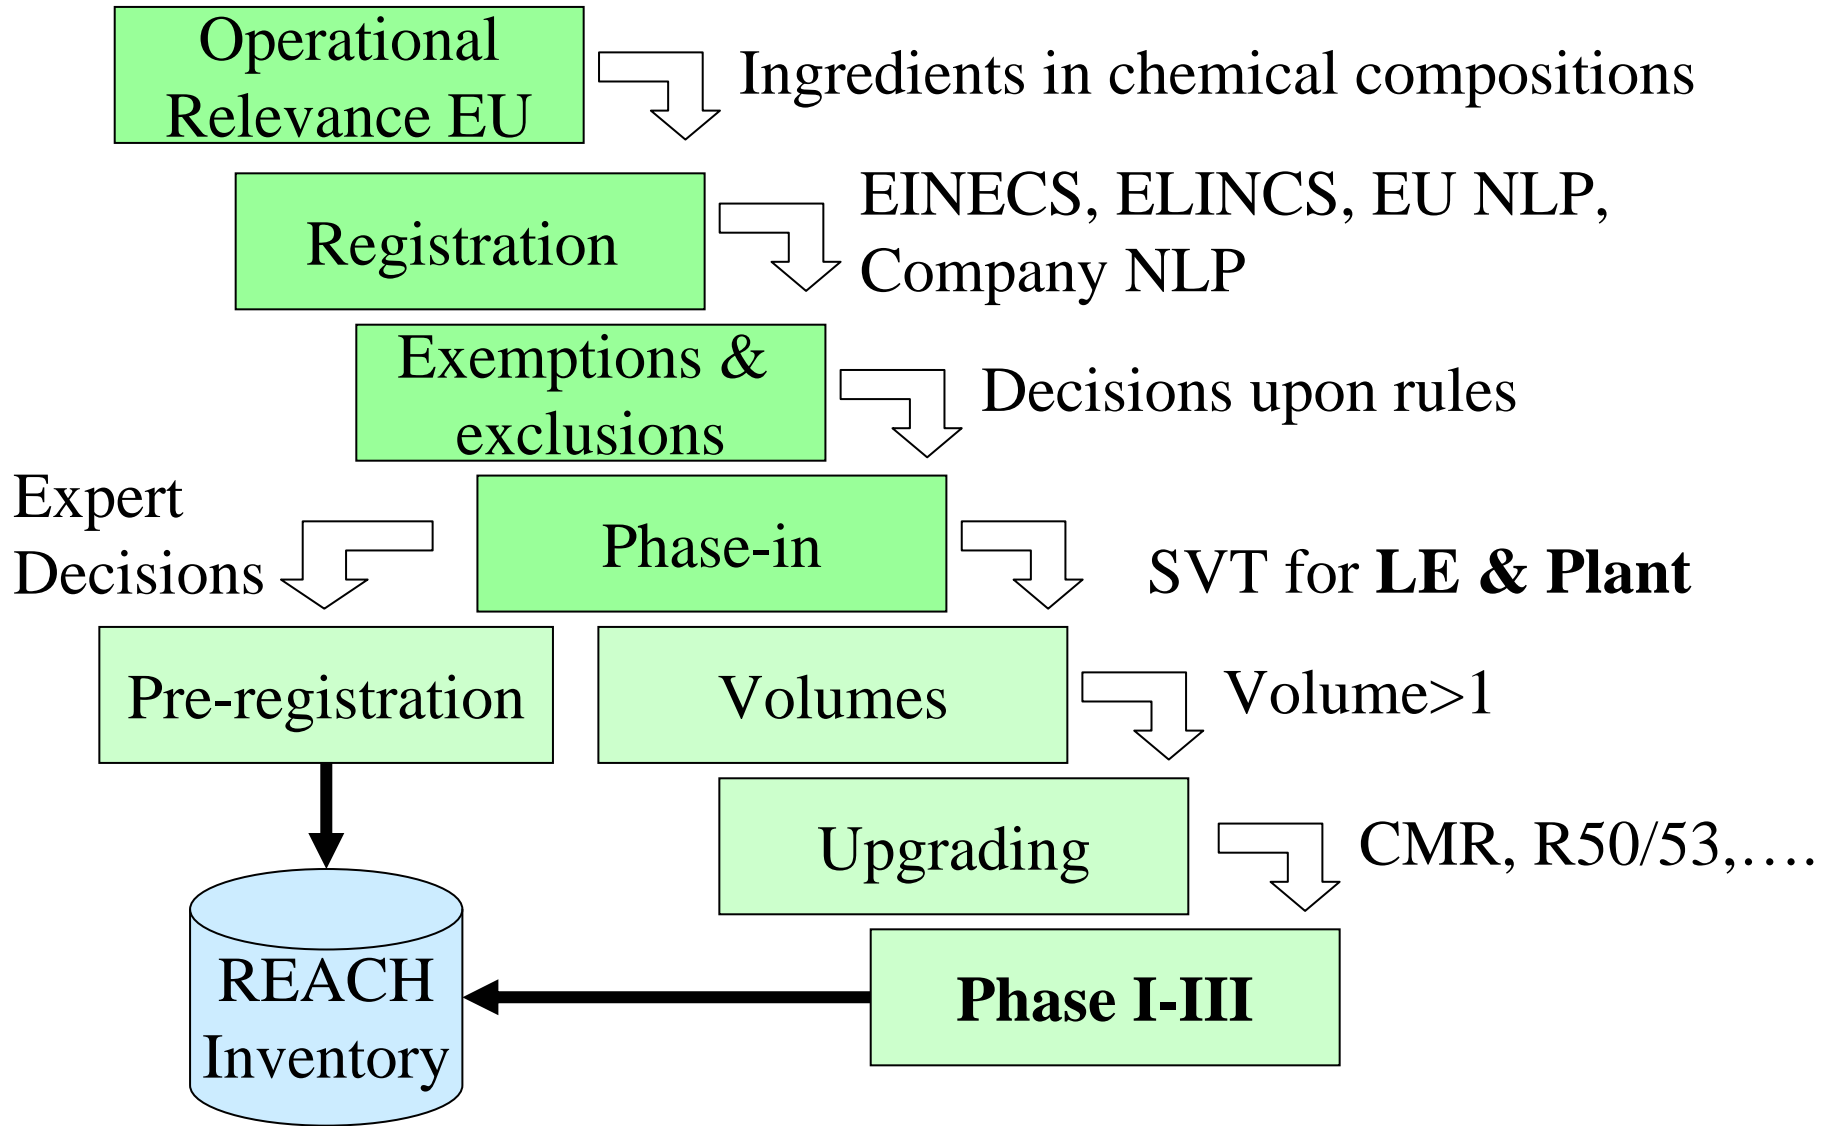 Operational
Relevance EU
Ingredients in chemical compositions
Registration
EINECS, ELINCS, EU NLP,
Company NLP
Exemptions &
exclusions
Decisions upon rules
Expert
Decisions
Phase-in
SVT for LE & Plant
Pre-registration
Volumes
Volume>1
Upgrading
CMR, R50/53,….
REACH
Inventory
Phase I-III